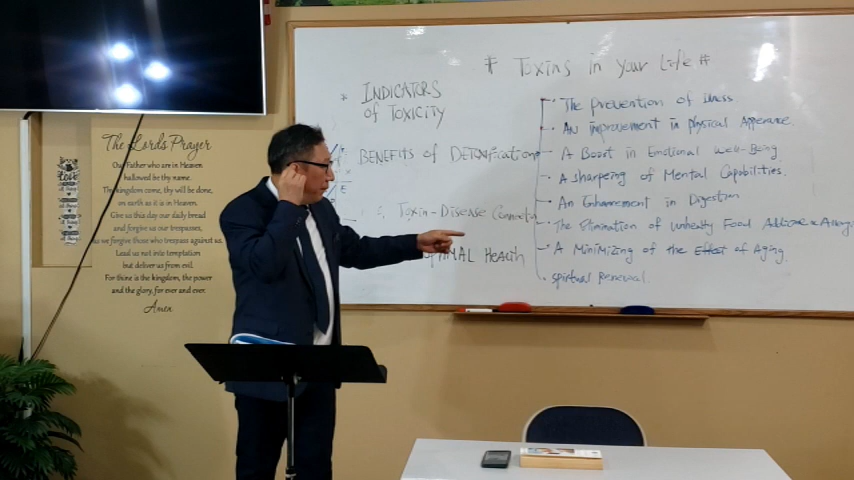 The Lord's Prayer
Our Father who are in Heaven
hallowed be thy name.
Thy kingdom come, thy will be done,
on earth as it is in Heaven.
Give us this day our daily bread
and forgive us our trespasses,
as we forgive those who trespass against us.
Lead us not into temptation
but deliver us from evil.
For thine is the kingdom, the power
and the glory, for ever and ever.
Amen
# Toxins in your Life #
* INDICATORS
of TOXICITY
BENEFITS of DETOXification
Toxin-Disease
OPTIMAL Health
The prevention of illness.
An improvement in physical Apperance.
A Boost in Emotional Well-Being
A sharpeing of Mental Capabilities.
An Enhancement in Digestion
The Elimination of unhealthy Food
A Minimizing of the Effect of Aging.
spiritual Renewal.